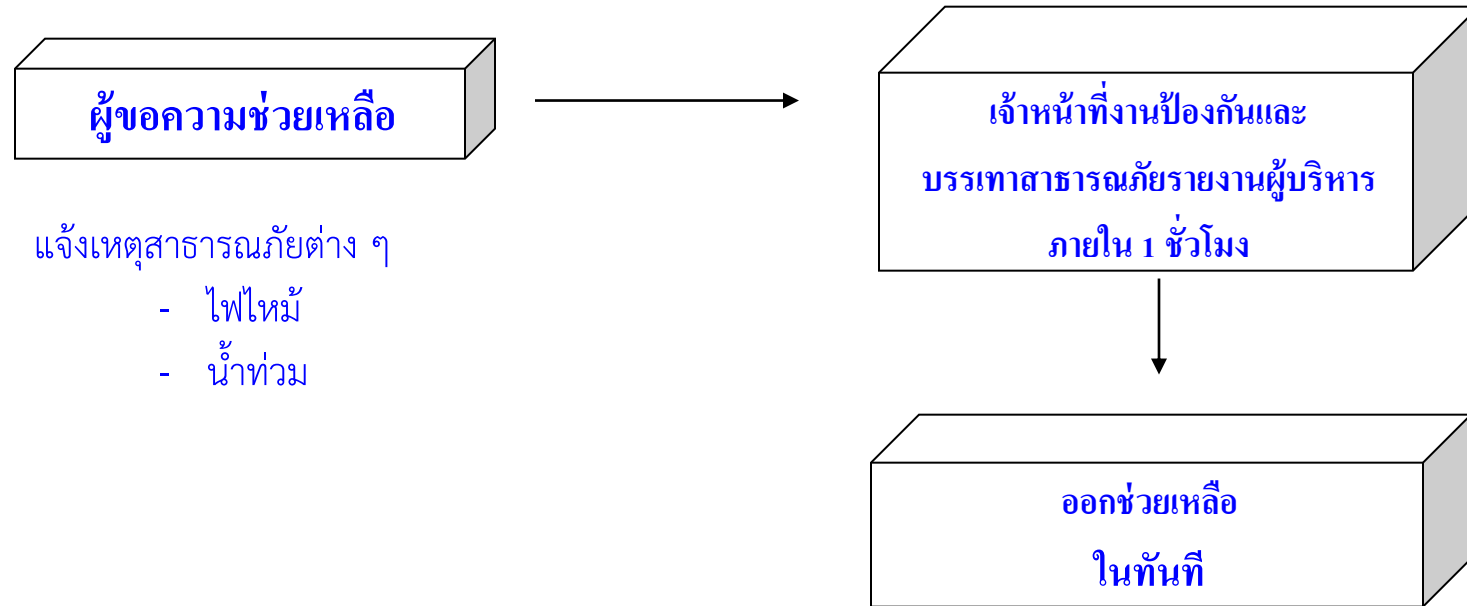 ผู้ขอความช่วยเหลือ
แจ้งเหตุสาธารณภัยต่าง ๆ
- ไฟไหม้
- น้ำท่วม
เจ้าหน้าที่งานป้องกันและ
บรรเทาสาธารณภัยรายงานผู้บริหาร
ภายใน 1 ชั่วโมง
ออกช่วยเหลือ
ในทันที